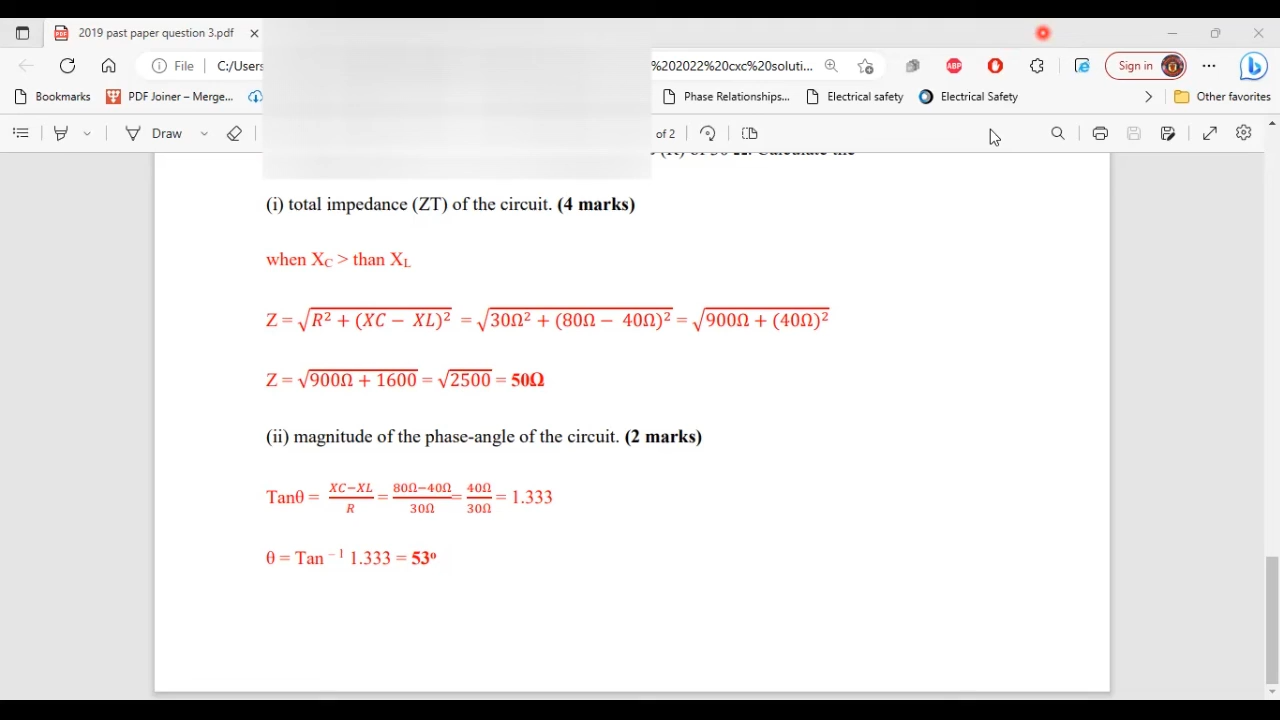 2019 past paper question 3.pdf
File
C:/Users
%202022%20cxc%20soluti...
ABP
Sign in
Bookmarks
PDF Joiner – Merge...
Phase Relationships...
Electrical safety
Electrical Safety
Other favorites
Draw
of 2
(i) total impedance (ZT) of the circuit. (4 marks)
when XC > than XL
Z = √R² + (XC − XL)² = √30Ω² + (80Ω − 40Ω)² = √900Ω + (40Ω)²
Z = √900Ω + 1600 = √2500 = 50Ω
(ii) magnitude of the phase-angle of the circuit. (2 marks)
Tanθ = XC−XL/R = 80Ω−40Ω/30Ω = 40Ω/30Ω = 1.333
θ = Tan ⁻¹ 1.333 = 53º